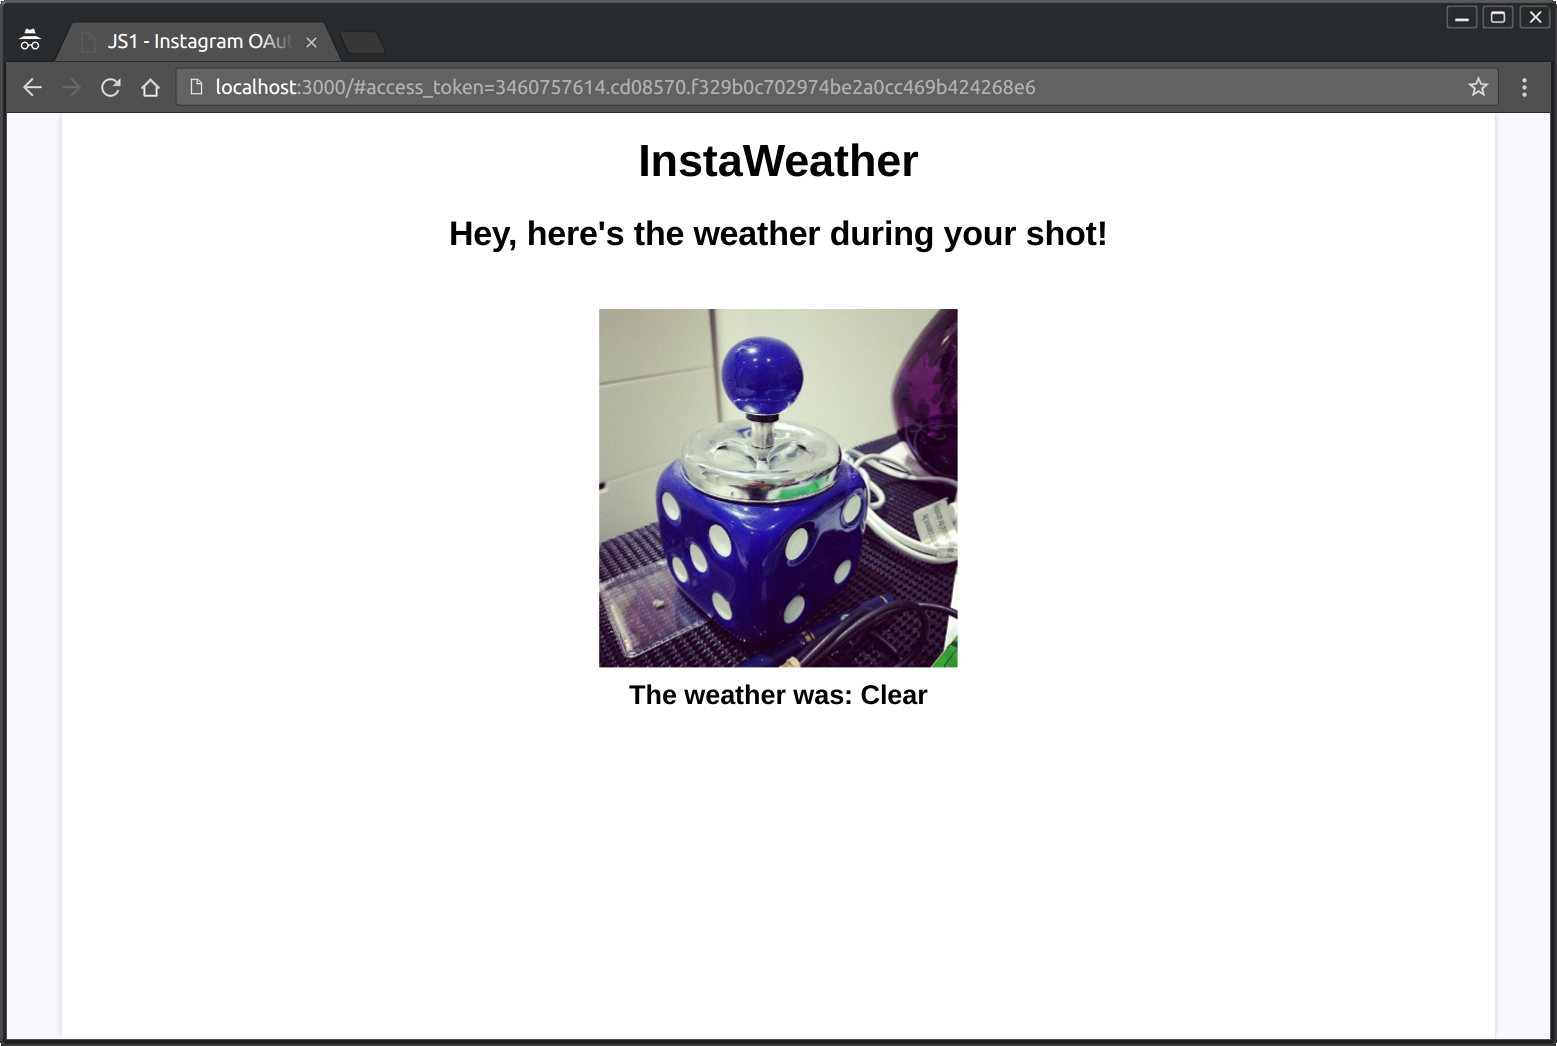 JS1 - Instagram OAut
localhost:3000/#access_token=3460757614.cd08570.f329b0c702974be2a0cc469b424268e6
InstaWeather
Hey, here's the weather during your shot!
The weather was: Clear